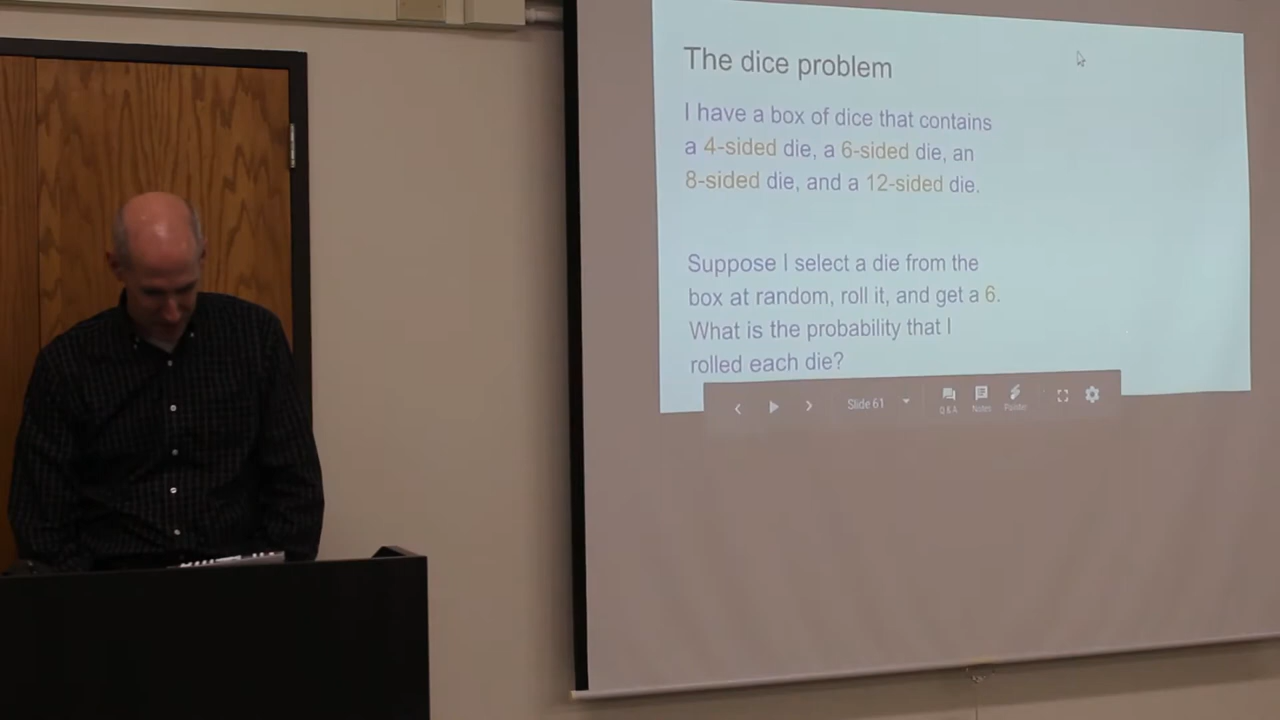 The dice problem
I have a box of dice that contains
a 4-sided die, a 6-sided die, an
8-sided die, and a 12-sided die.
Suppose I select a die from the
box at random, roll it, and get a 6.
What is the probability that I
rolled each die?
Slide 61
Q & A
Notes
Pointer